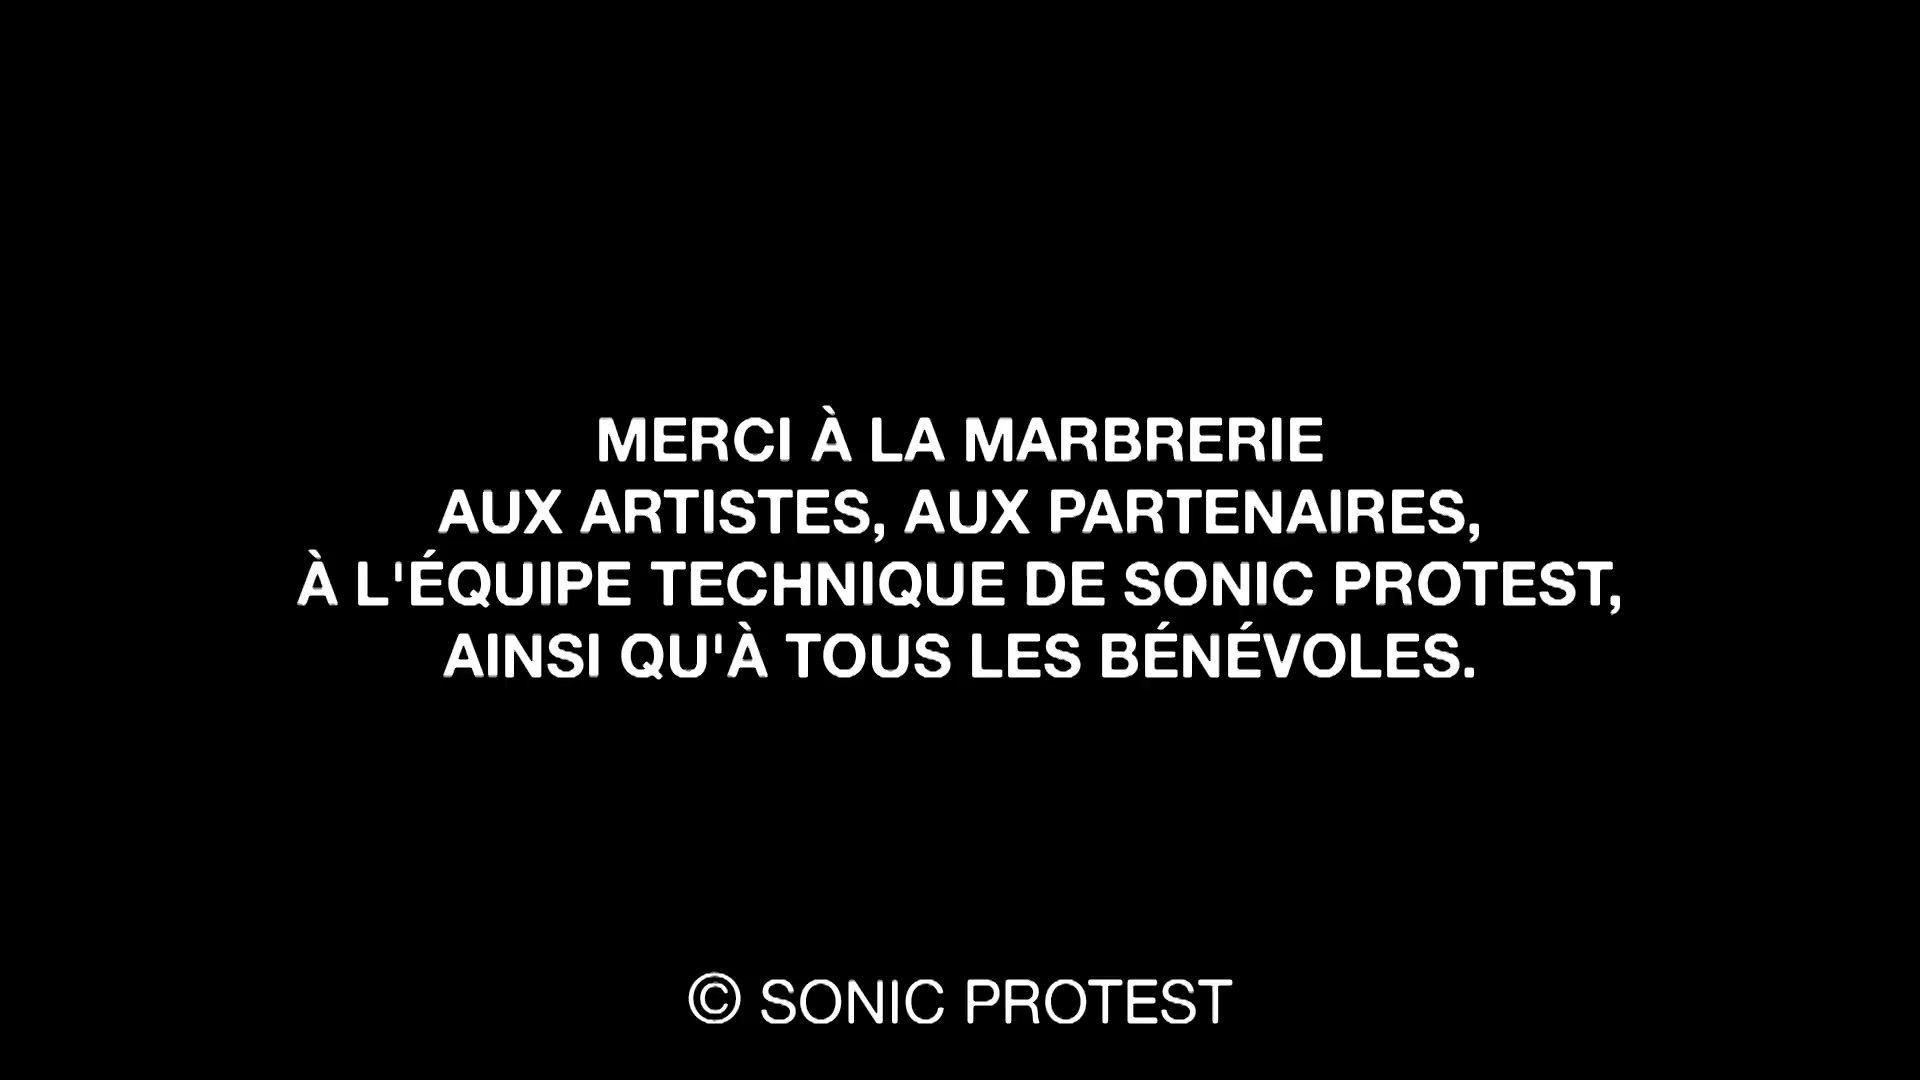 MERCI À LA MARBRERIE
AUX ARTISTES, AUX PARTENAIRES,
À L'ÉQUIPE TECHNIQUE DE SONIC PROTEST,
AINSI QU'À TOUS LES BÉNÉVOLES.
© SONIC PROTEST